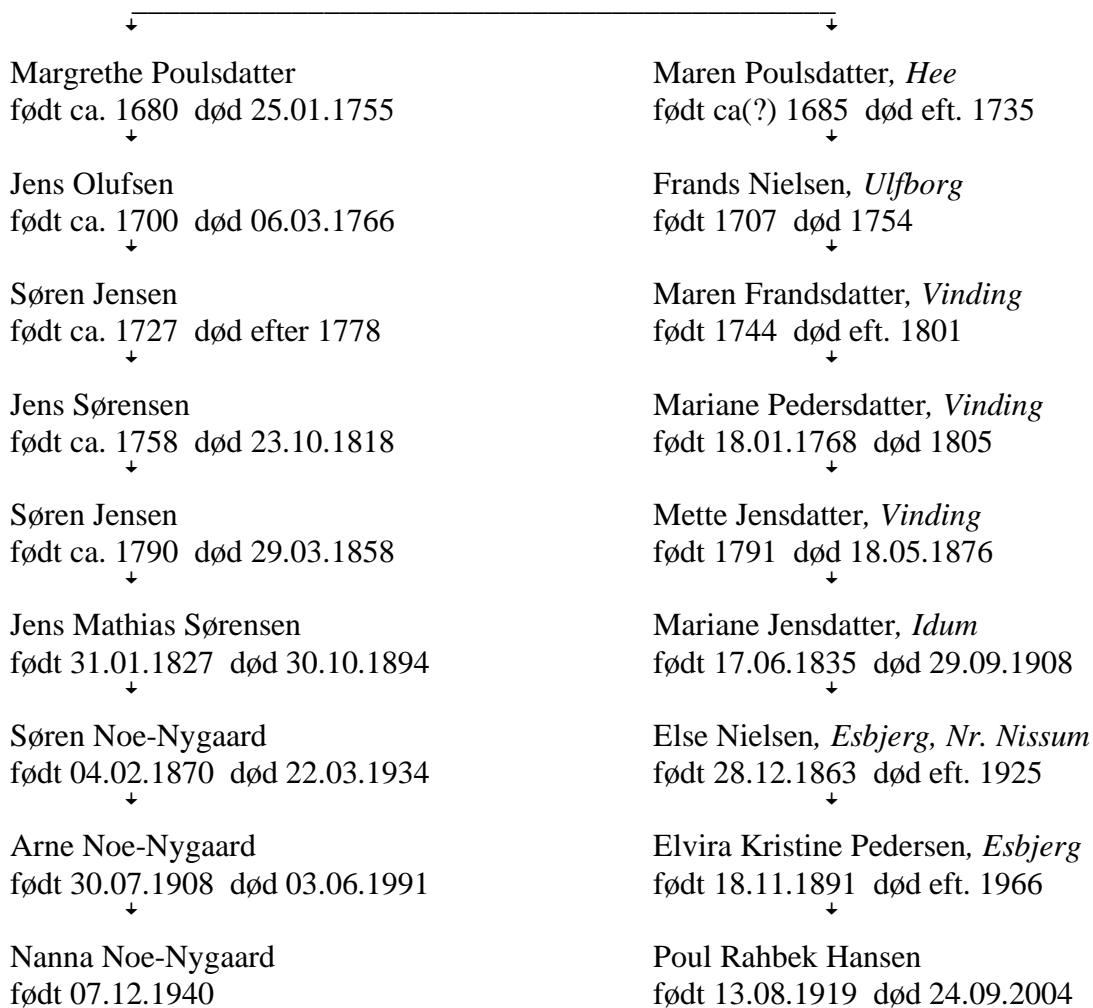 Margrethe Poulsdatter
født ca. 1680 død 25.01.1755
Jens Olufsen
født ca. 1700 død 06.03.1766
Søren Jensen
født ca. 1727 død efter 1778
Jens Sørensen
født ca. 1758 død 23.10.1818
Søren Jensen
født ca. 1790 død 29.03.1858
Jens Mathias Sørensen
født 31.01.1827 død 30.10.1894
Søren Noe-Nygaard
født 04.02.1870 død 22.03.1934
Arne Noe-Nygaard
født 30.07.1908 død 03.06.1991
Nanna Noe-Nygaard
født 07.12.1940
Maren Poulsdatter, Hee
født ca(?) 1685 død eft. 1735
Frands Nielsen, Ulfborg
født 1707 død 1754
Maren Frandsdatter, Vinding
født 1744 død eft. 1801
Mariane Pedersdatter, Vinding
født 18.01.1768 død 1805
Mette Jensdatter, Vinding
født 1791 død 18.05.1876
Mariane Jensdatter, Idum
født 17.06.1835 død 29.09.1908
Else Nielsen, Esbjerg, Nr. Nissum
født 28.12.1863 død eft. 1925
Elvira Kristine Pedersen, Esbjerg
født 18.11.1891 død eft. 1966
Poul Rahbek Hansen
født 13.08.1919 død 24.09.2004